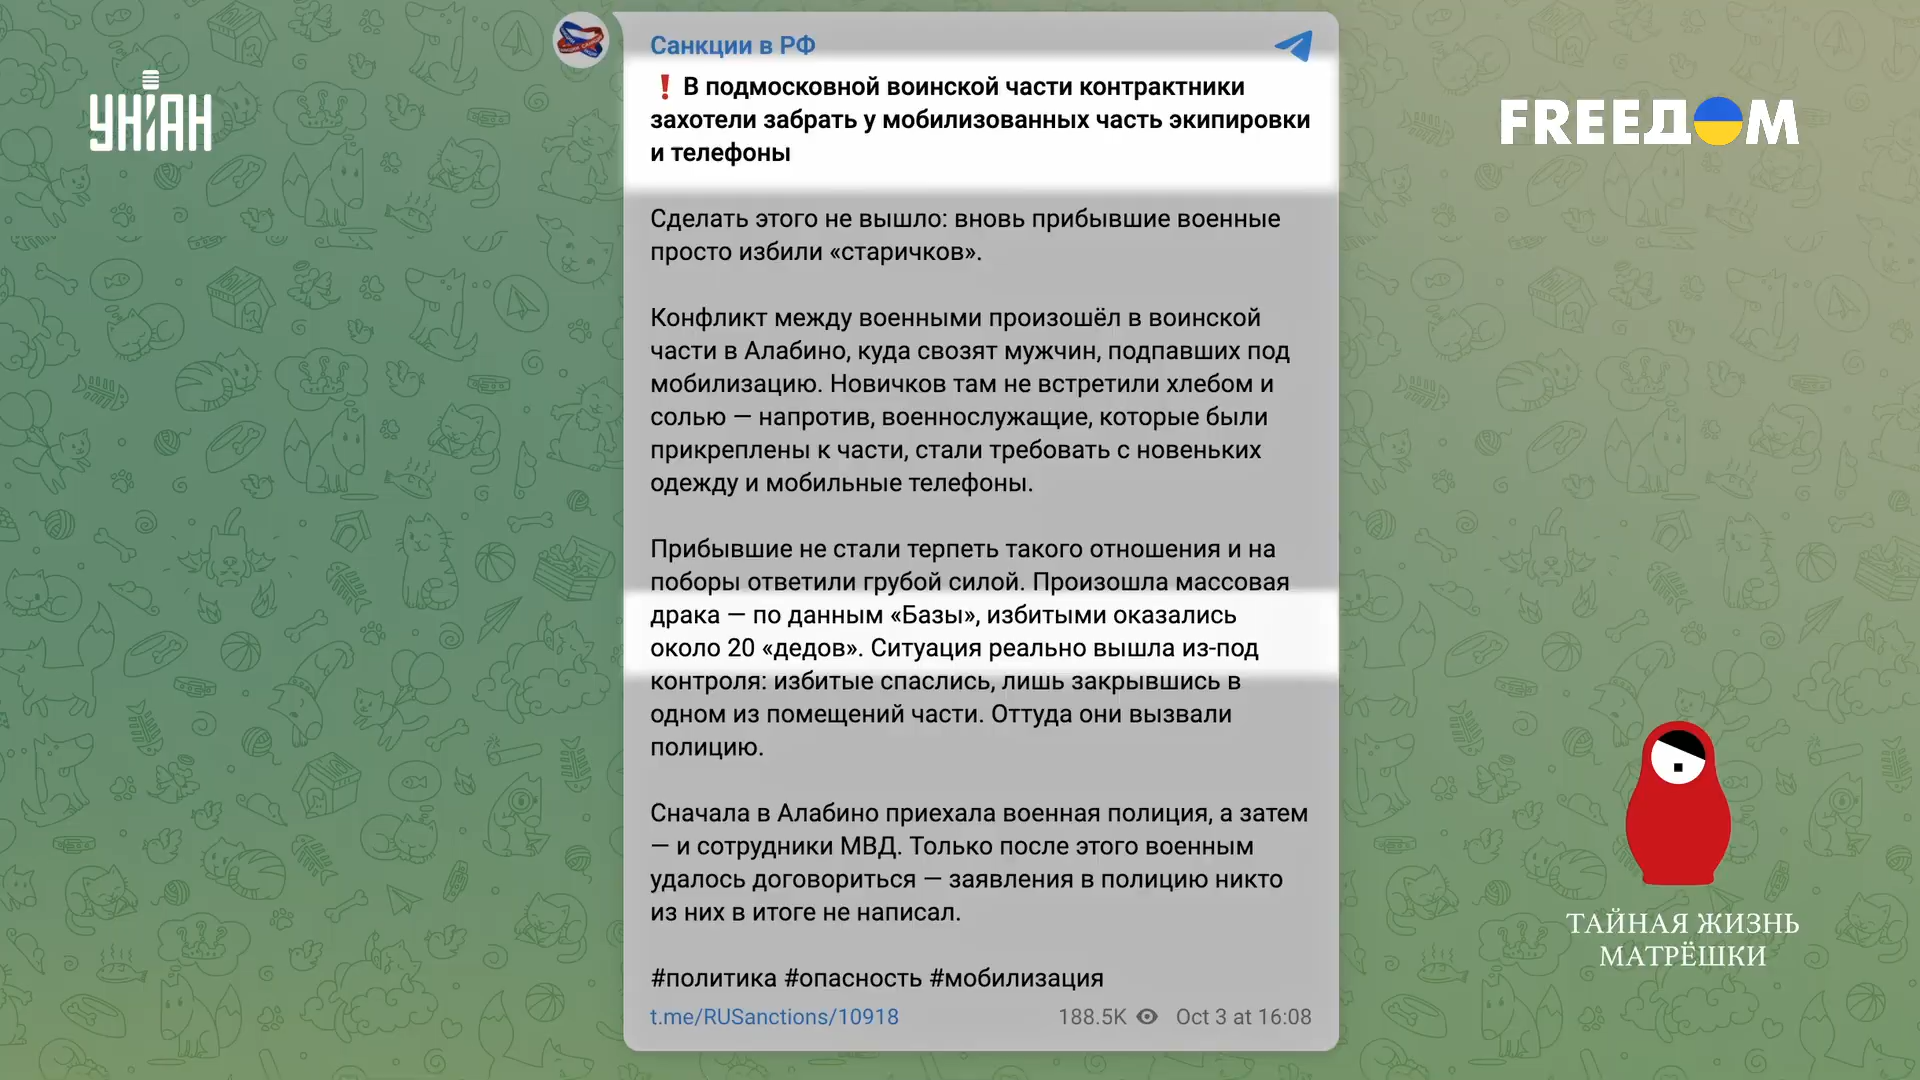 УНІАН
FREEДOM
Санкции в РФ
❗ В подмосковной воинской части контрактники
захотели забрать у мобилизованных часть экипировки
и телефоны
Сделать этого не вышло: вновь прибывшие военные
просто избили «старичков».
Конфликт между военными произошёл в воинской
части в Алабино, куда свозят мужчин, подпавших под
мобилизацию. Новичков там не встретили хлебом и
солью — напротив, военнослужащие, которые были
прикреплены к части, стали требовать с новеньких
одежду и мобильные телефоны.
Прибывшие не стали терпеть такого отношения и на
поборы ответили грубой силой. Произошла массовая
драка — по данным «Базы», избитыми оказались
около 20 «дедов». Ситуация реально вышла из-под
контроля: избитые спаслись, лишь закрывшись в
одном из помещений части. Оттуда они вызвали
полицию.
Сначала в Алабино приехала военная полиция, а затем
— и сотрудники МВД. Только после этого военным
удалось договориться — заявления в полицию никто
из них в итоге не написал.
#политика #опасность #мобилизация
t.me/RUSanctions/10918 188.5K Oct 3 at 16:08
ТАЙНАЯ ЖИЗНЬ
МАТРЁШКИ